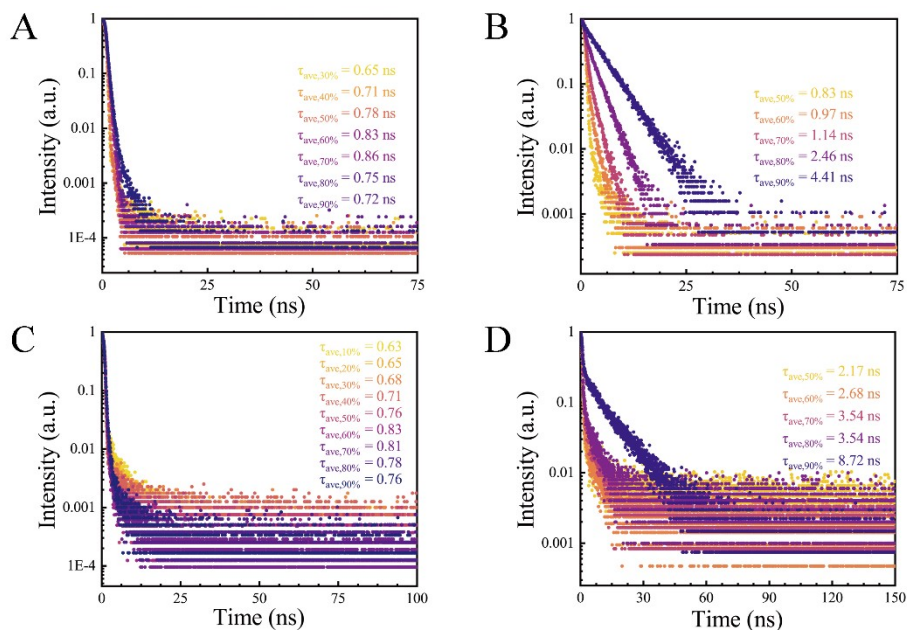 A
Intensity (a.u.)
1
0.1
0.01
0.001
1E-4
τave,30% = 0.65 ns
τave,40% = 0.71 ns
τave,50% = 0.78 ns
τave,60% = 0.83 ns
τave,70% = 0.86 ns
τave,80% = 0.75 ns
τave,90% = 0.72 ns
0 25 50 75
Time (ns)
B
Intensity (a.u.)
1
0.1
0.01
0.001
τave,50% = 0.83 ns
τave,60% = 0.97 ns
τave,70% = 1.14 ns
τave,80% = 2.46 ns
τave,90% = 4.41 ns
0 25 50 75
Time (ns)
C
Intensity (a.u.)
1
0.1
0.01
0.001
1E-4
τave,10% = 0.63
τave,20% = 0.65
τave,30% = 0.68
τave,40% = 0.71
τave,50% = 0.76
τave,60% = 0.83
τave,70% = 0.81
τave,80% = 0.78
τave,90% = 0.76
0 25 50 75 100
Time (ns)
D
Intensity (a.u.)
1
0.1
0.01
0.001
τave,50% = 2.17 ns
τave,60% = 2.68 ns
τave,70% = 3.54 ns
τave,80% = 3.54 ns
τave,90% = 8.72 ns
0 30 60 90 120 150
Time (ns)